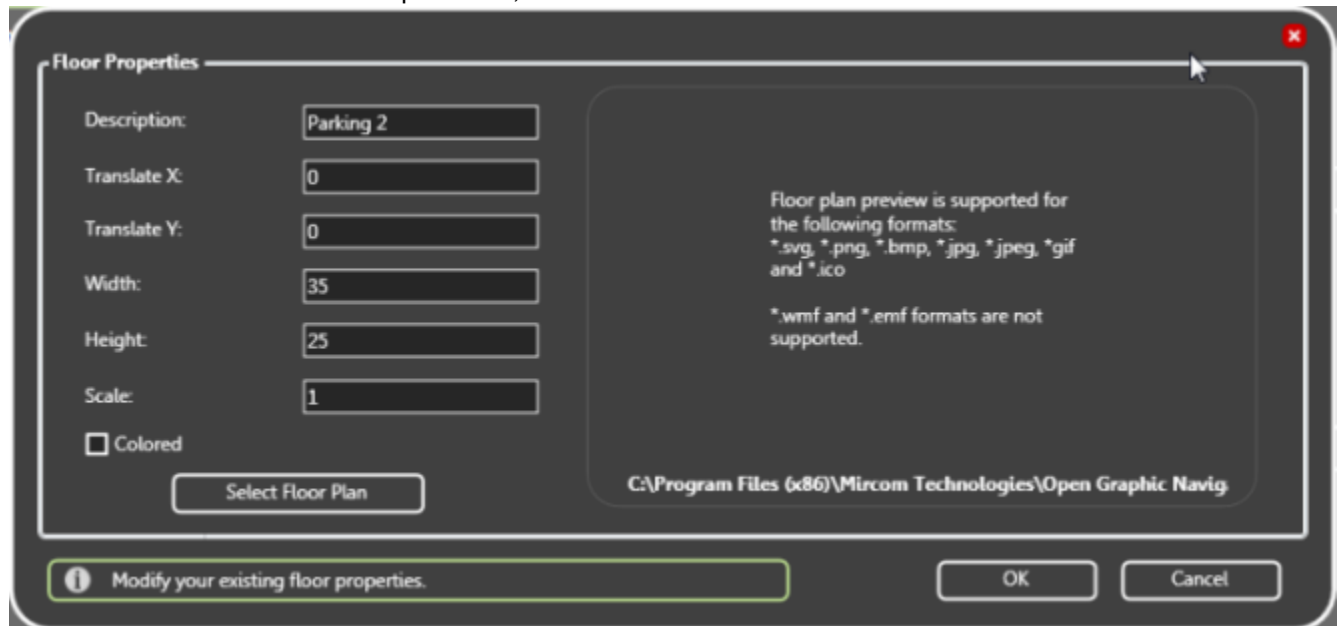 Floor Properties
Description:
Parking 2
Translate X:
0
Translate Y:
0
Width:
35
Height:
25
Scale:
1
Colored
Select Floor Plan
Floor plan preview is supported for
the following formats:
*.svg, *.png, *.bmp, *.jpg, *.jpeg, *gif
and *.ico
*.wmf and *.emf formats are not
supported.
C:\Program Files (x86)\Mircom Technologies\Open Graphic Navig
Modify your existing floor properties.
OK
Cancel